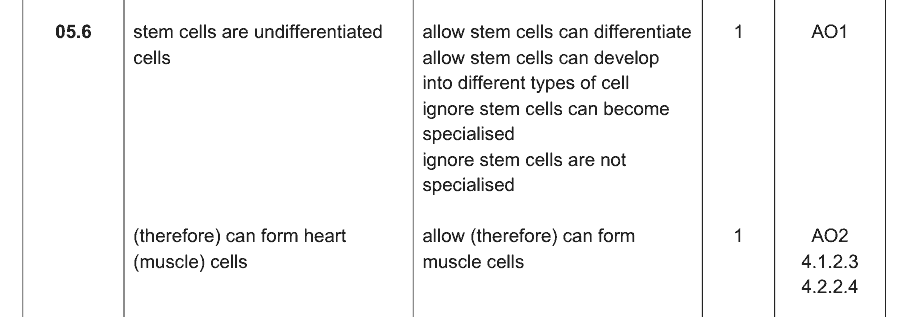 05.6
stem cells are undifferentiated
cells
allow stem cells can differentiate
allow stem cells can develop
into different types of cell
ignore stem cells can become
specialised
ignore stem cells are not
specialised
1
AO1
(therefore) can form heart
(muscle) cells
allow (therefore) can form
muscle cells
1
AO2
4.1.2.3
4.2.2.4